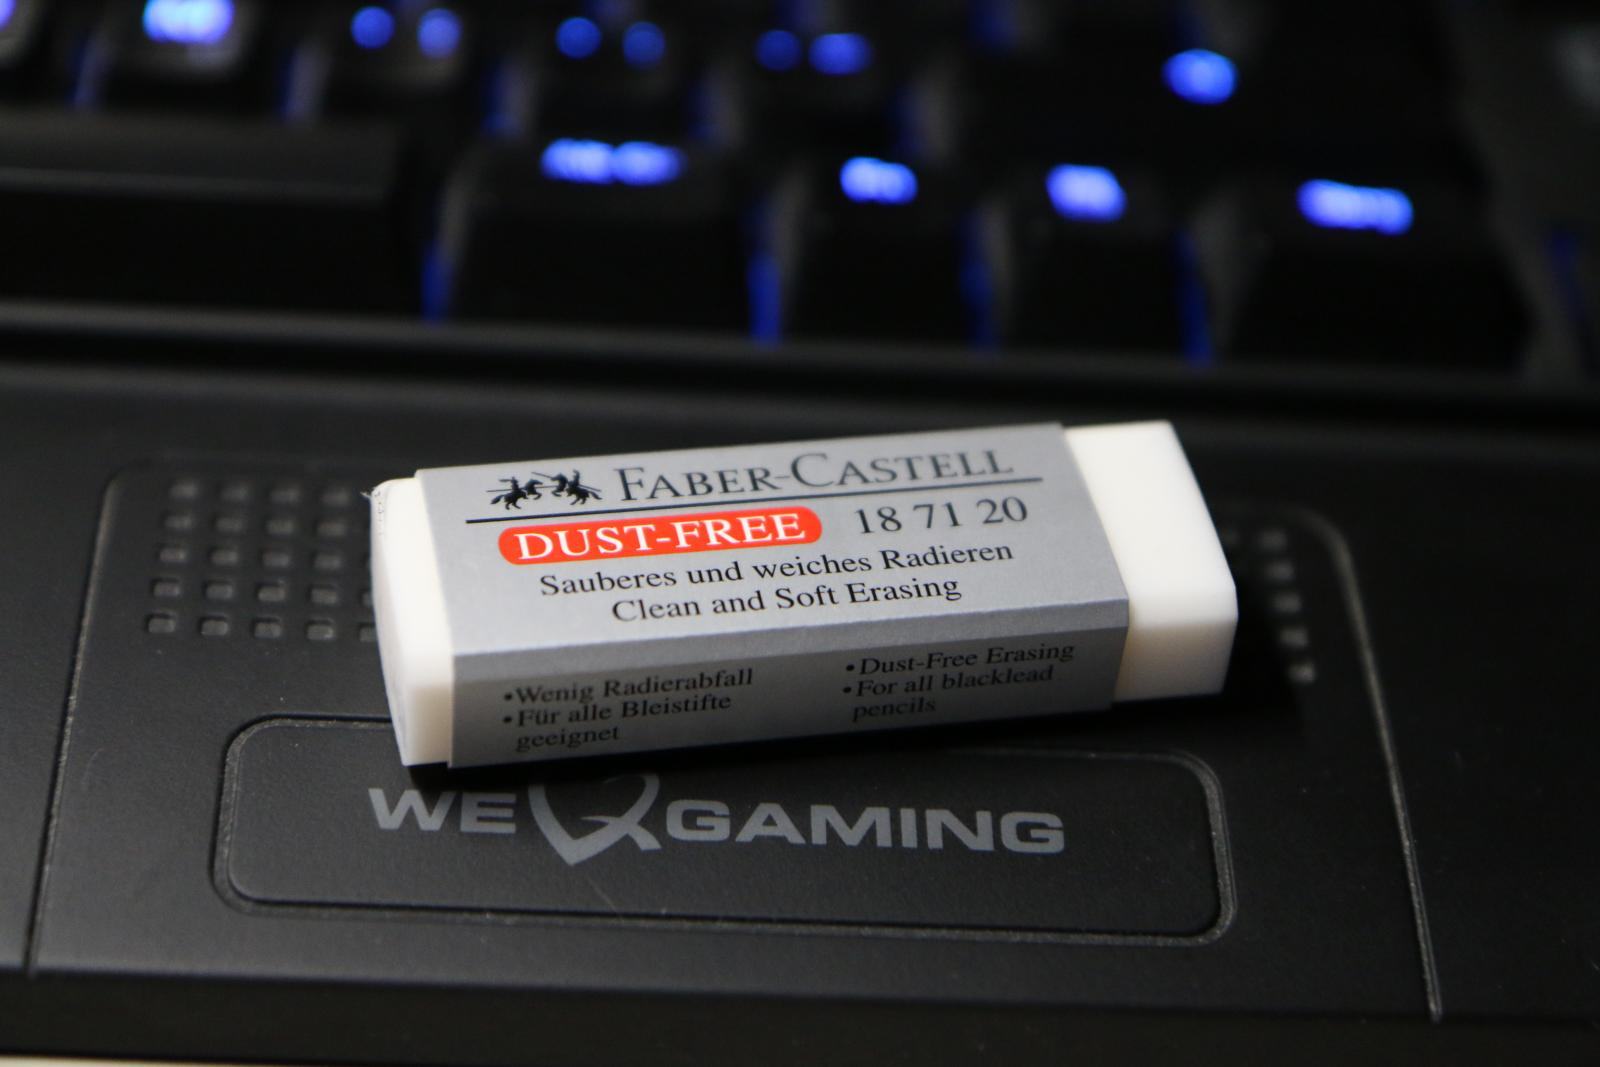 FABER-CASTELL
DUST-FREE 18 71 20
Sauberes und weiches Radieren
Clean and Soft Erasing
•Wenig Radierabfall
•Für alle Bleistifte
geeignet
•Dust-Free Erasing
•For all blacklead
pencils
WE GAMING